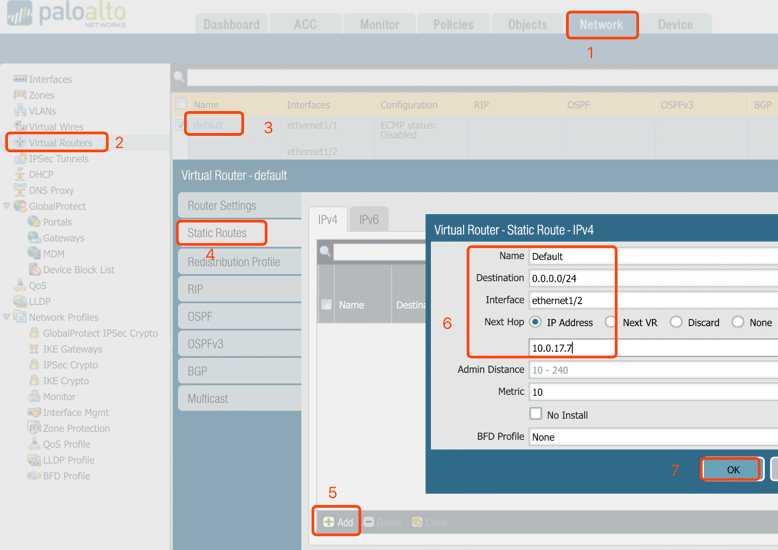 paloalto
NETWORKS
Dashboard ACC Monitor Policies Objects Network Device
1
Interfaces
Zones
VLANs
Virtual Wires
Virtual Routers 2
IPSec Tunnels
DHCP
DNS Proxy
GlobalProtect
Portals
Gateways
MDM
Device Block List
QoS
LLDP
Network Profiles
GlobalProtect IPSec Crypto
IKE Gateways
IPSec Crypto
IKE Crypto
Monitor
Interface Mgmt
Zone Protection
QoS Profile
LLDP Profile
BFD Profile
Name Interfaces Configuration RIP OSPF OSPFv3 BGP
default 3 ethernet1/1 ECMP status:
Disabled
ethernet1/2
Virtual Router - default
Router Settings
Static Routes
4
Redistribution Profile
RIP
OSPF
OSPFv3
BGP
Multicast
IPv4 IPv6
Name Destina
5
Add Delete Clone
Virtual Router - Static Route - IPv4
Name Default
Destination 0.0.0.0/24
Interface ethernet1/2
6 Next Hop IP Address Next VR Discard None
10.0.17.7
Admin Distance 10 - 240
Metric 10
No Install
BFD Profile None
7 OK